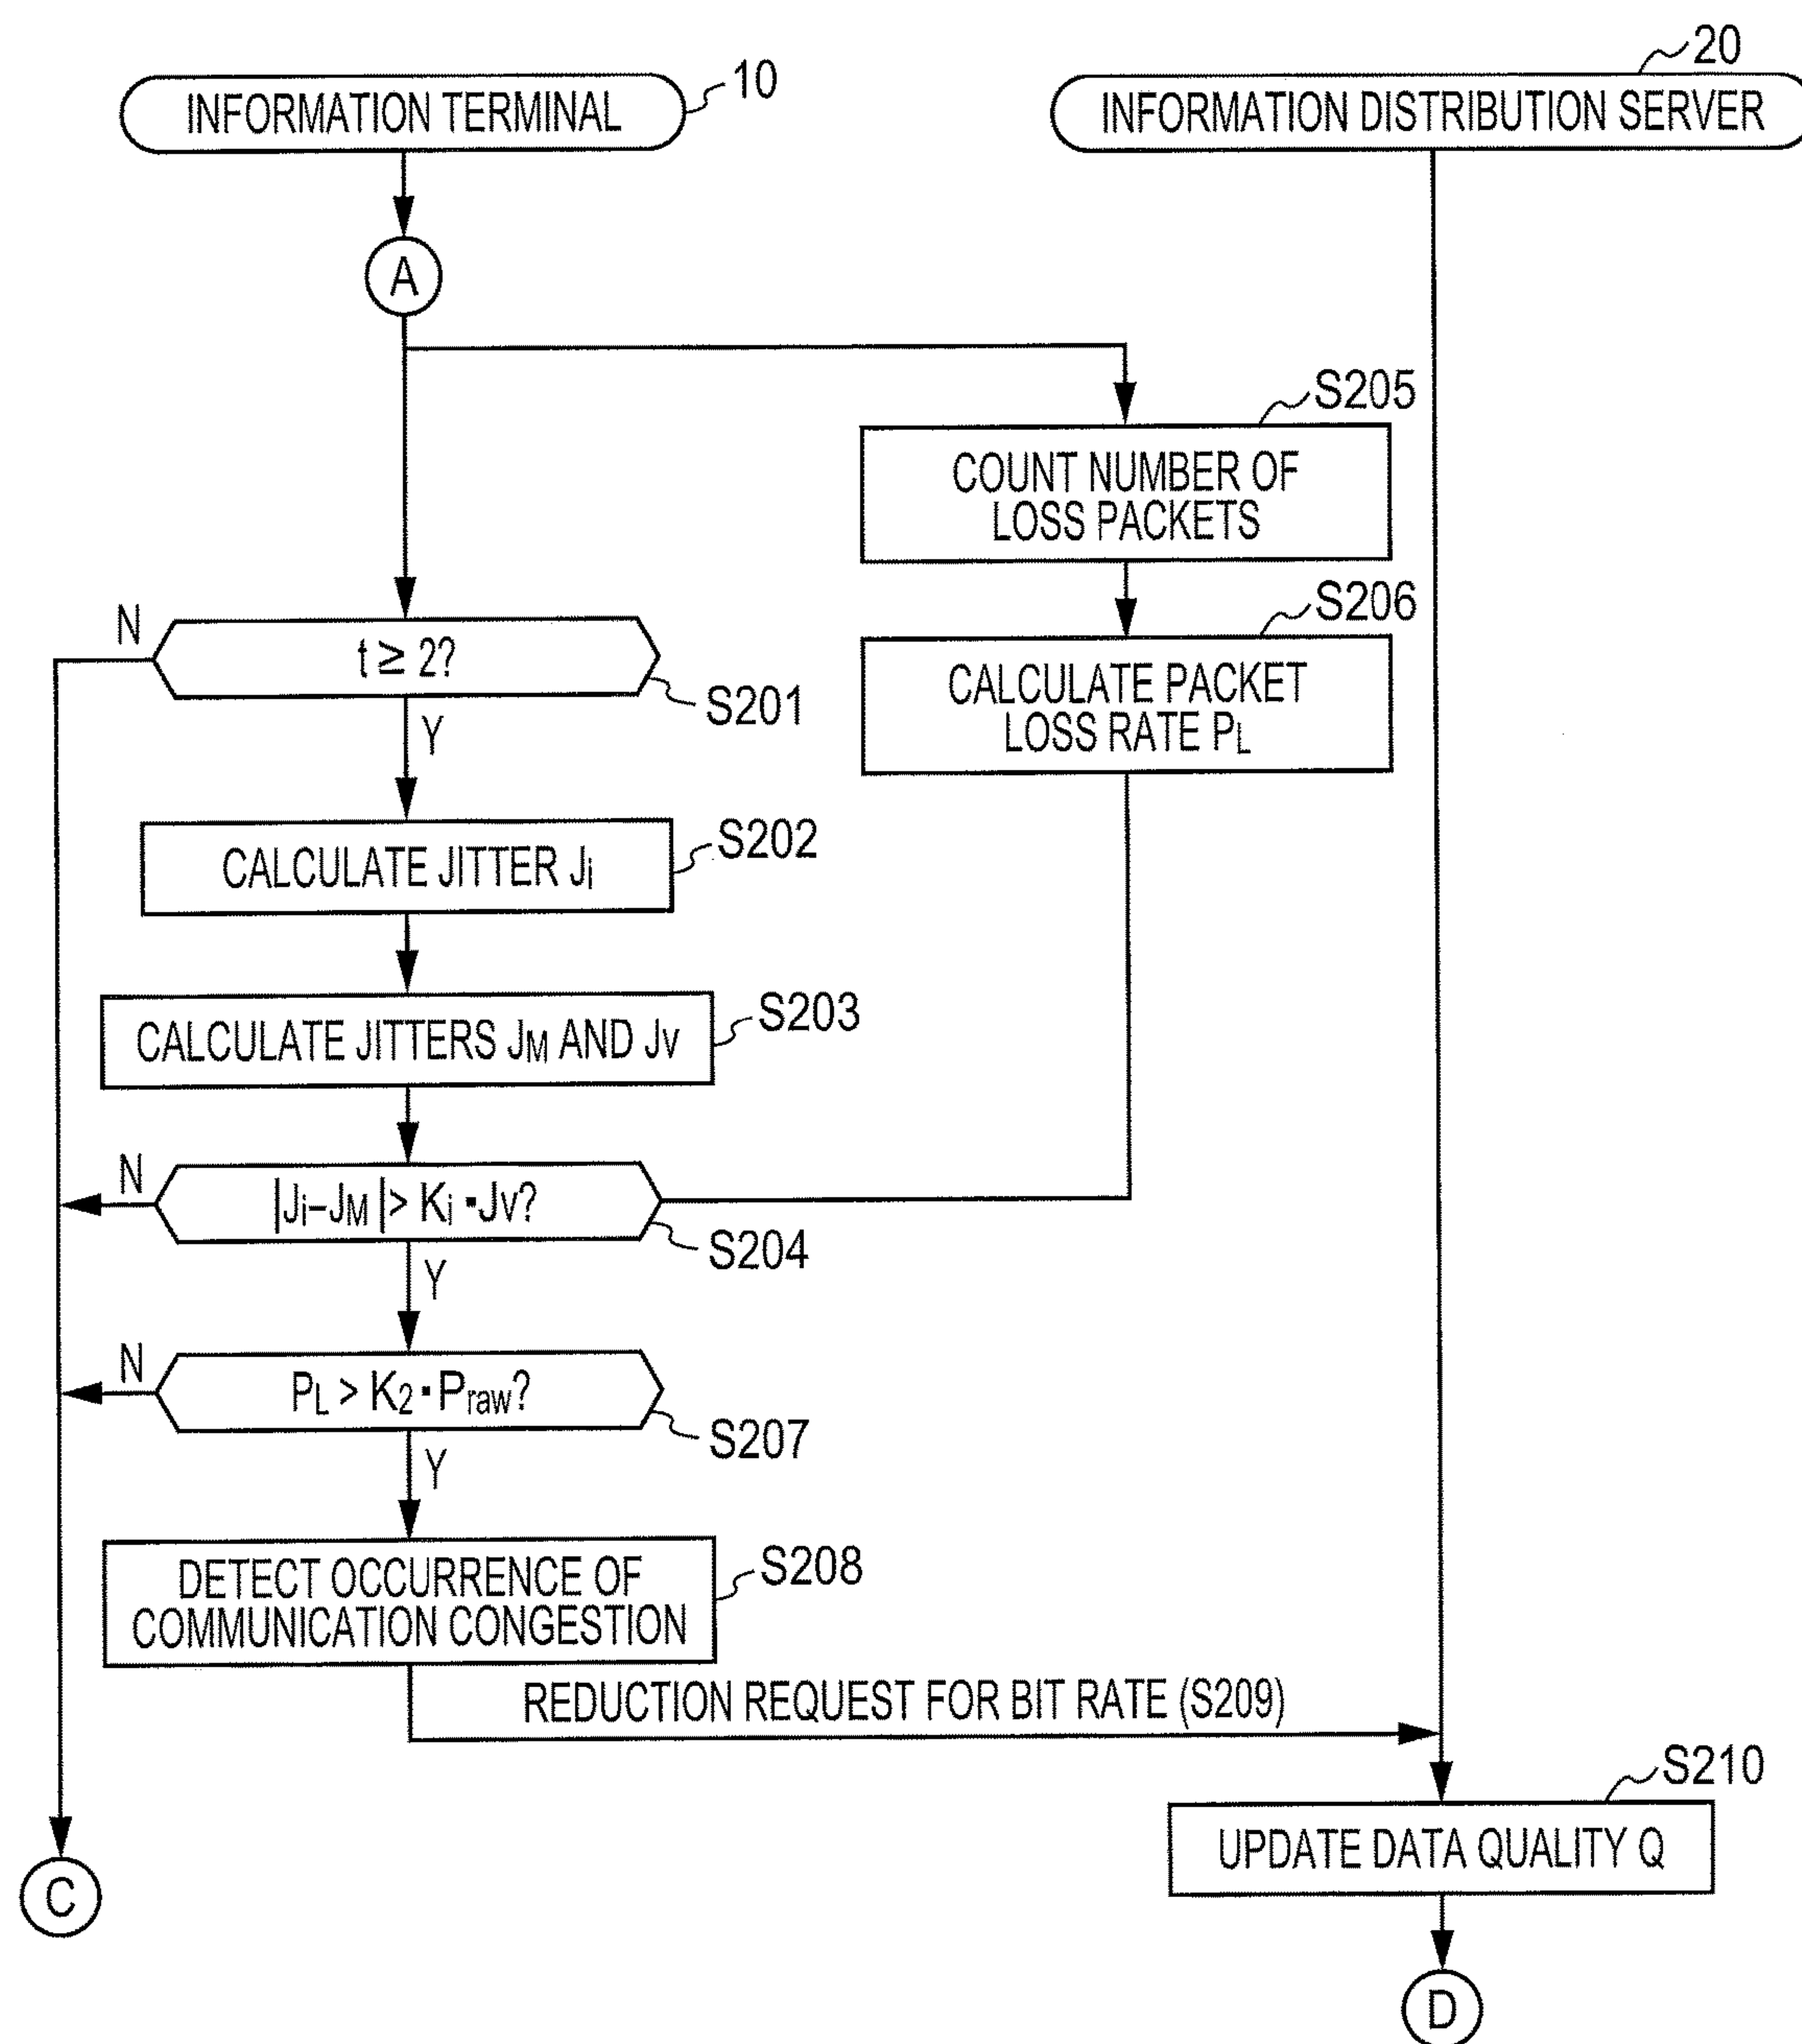 INFORMATION TERMINAL
10
INFORMATION DISTRIBUTION SERVER
20
A
S205
COUNT NUMBER OF
LOSS PACKETS
S206
CALCULATE PACKET
LOSS RATE PL
N
t ≥ 2?
S201
Y
S202
CALCULATE JITTER Ji
S203
CALCULATE JITTERS JM AND JV
N
|Ji–JM|> Ki ▪JV?
S204
Y
N
PL > K2 ▪ Praw?
S207
Y
S208
DETECT OCCURRENCE OF
COMMUNICATION CONGESTION
REDUCTION REQUEST FOR BIT RATE (S209)
S210
UPDATE DATA QUALITY Q
C
D